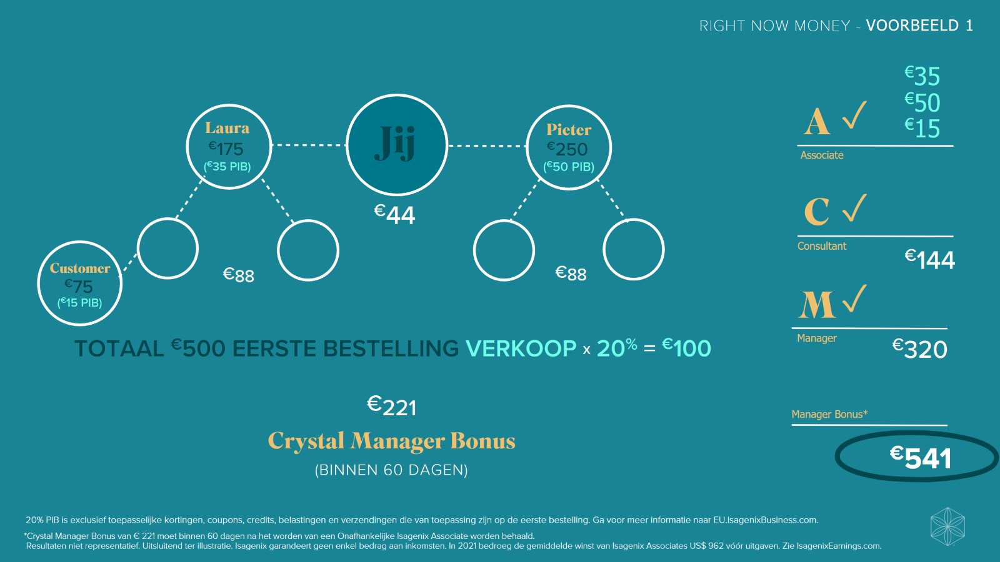 RIGHT NOW MONEY - VOORBEELD 1
Laura
€175
(€35 PIB)
Jij
€44
Pieter
€250
(€50 PIB)
Customer
€75
(€15 PIB)
€88
€88
TOTAAL €500 EERSTE BESTELLING VERKOOP x 20% = €100
€221
Crystal Manager Bonus
(BINNEN 60 DAGEN)
€35
€50
€15
A ✓
Associate
C ✓
Consultant
€144
M ✓
Manager
€320
Manager Bonus*
€541
20% PIB is exclusief toepasselijke kortingen, coupons, credits, belastingen en verzendingen die van toepassing zijn op de eerste bestelling. Ga voor meer informatie naar EU.IsagenixBusiness.com.
*Crystal Manager Bonus van € 221 moet binnen 60 dagen na het worden van een Onafhankelijke Isagenix Associate worden behaald.
Resultaten niet representatief. Uitsluitend ter illustratie. Isagenix garandeert geen enkel bedrag aan inkomsten. In 2021 bedroeg de gemiddelde winst van Isagenix Associates US$ 962 vóór uitgaven. Zie IsagenixEarnings.com.